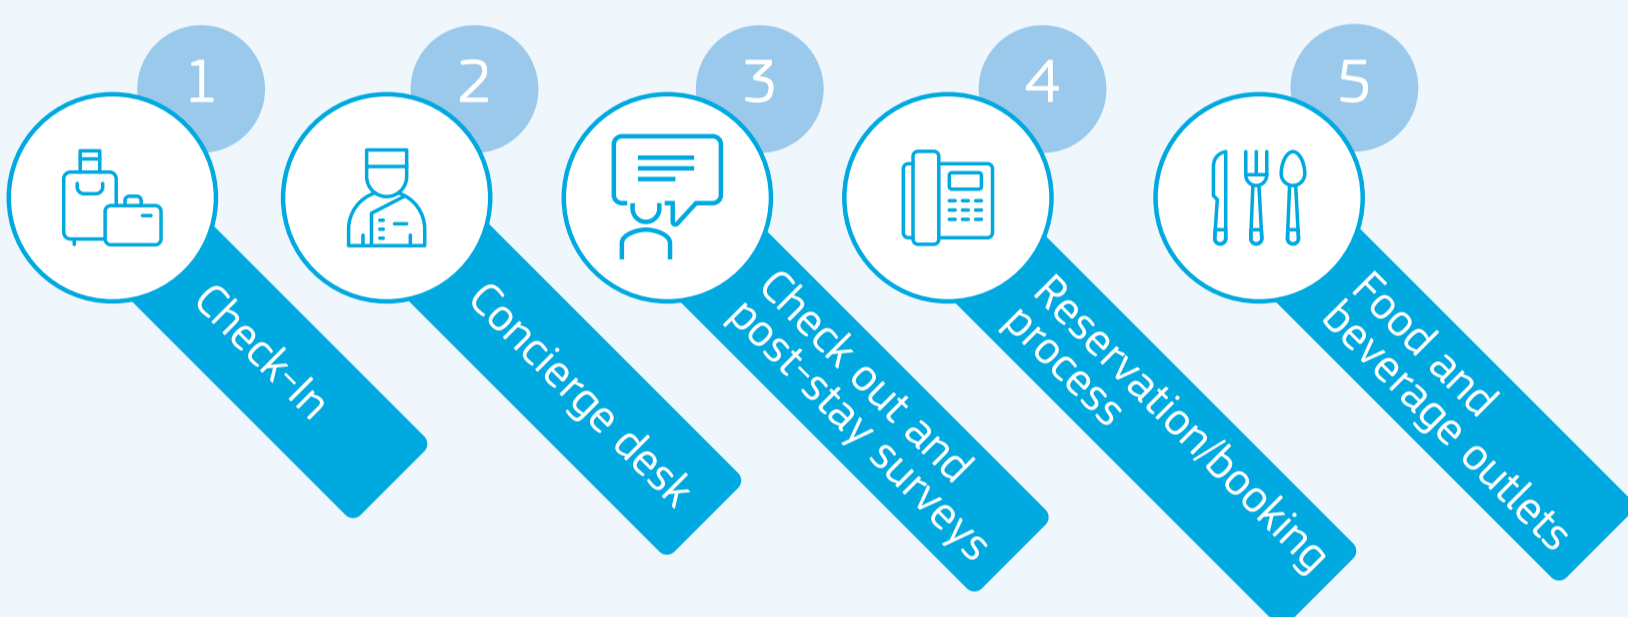 1
Check-In
2
Concierge desk
3
Check out and
post-stay surveys
4
Reservation/booking
process
5
Food and
beverage outlets